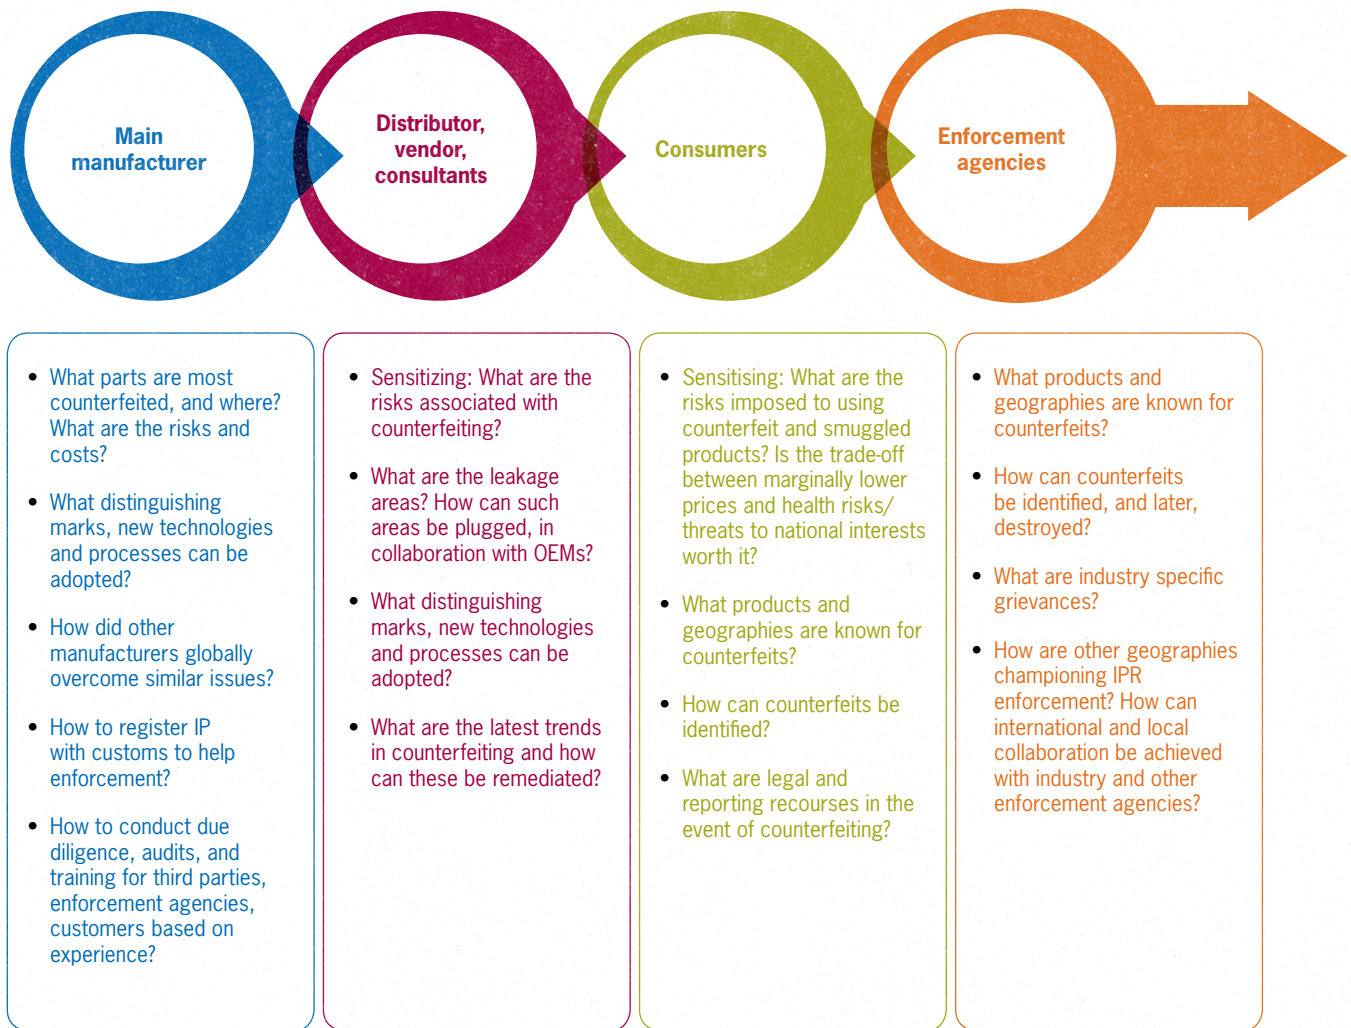 Main
manufacturer
Distributor,
vendor,
consultants
Consumers
Enforcement
agencies
• What parts are most
counterfeited, and where?
What are the risks and
costs?
• What distinguishing
marks, new technologies
and processes can be
adopted?
• How did other
manufacturers globally
overcome similar issues?
• How to register IP
with customs to help
enforcement?
• How to conduct due
diligence, audits, and
training for third parties,
enforcement agencies,
customers based on
experience?
• Sensitizing: What are the
risks associated with
counterfeiting?
• What are the leakage
areas? How can such
areas be plugged, in
collaboration with OEMs?
• What distinguishing
marks, new technologies
and processes can be
adopted?
• What are the latest trends
in counterfeiting and how
can these be remediated?
• Sensitising: What are the
risks imposed to using
counterfeit and smuggled
products? Is the trade-off
between marginally lower
prices and health risks/
threats to national interests
worth it?
• What products and
geographies are known for
counterfeits?
• How can counterfeits be
identified?
• What are legal and
reporting recourses in the
event of counterfeiting?
• What products and
geographies are known for
counterfeits?
• How can counterfeits
be identified, and later,
destroyed?
• What are industry specific
grievances?
• How are other geographies
championing IPR
enforcement? How can
international and local
collaboration be achieved
with industry and other
enforcement agencies?